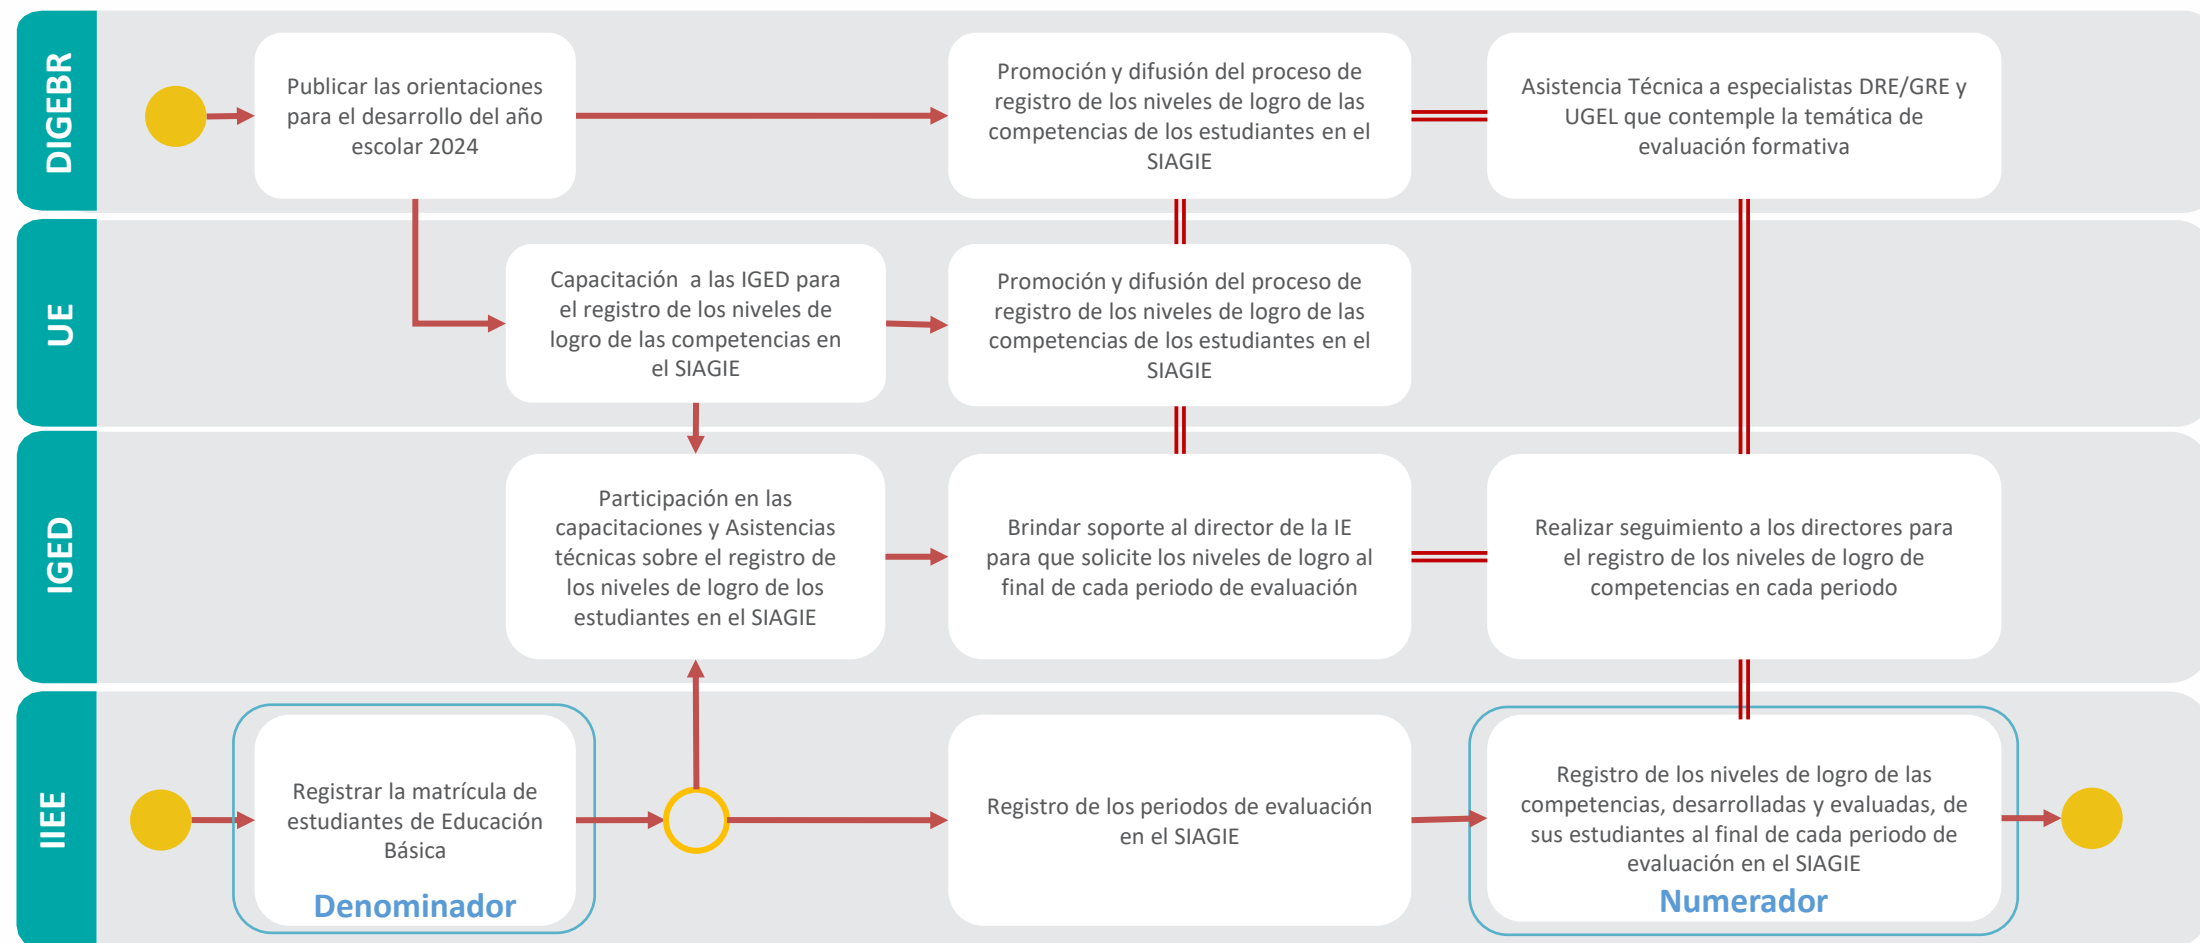 DIGEBR
Publicar las orientaciones
para el desarrollo del año
escolar 2024
Promoción y difusión del proceso de
registro de los niveles de logro de las
competencias de los estudiantes en el
SIAGIE
Asistencia Técnica a especialistas DRE/GRE y
UGEL que contemple la temática de
evaluación formativa
UE
Capacitación a las IGED para
el registro de los niveles de
logro de las competencias en
el SIAGIE
Promoción y difusión del proceso de
registro de los niveles de logro de las
competencias de los estudiantes en el
SIAGIE
IGED
Participación en las
capacitaciones y Asistencias
técnicas sobre el registro de
los niveles de logro de los
estudiantes en el SIAGIE
Brindar soporte al director de la IE
para que solicite los niveles de logro al
final de cada periodo de evaluación
Realizar seguimiento a los directores para
el registro de los niveles de logro de
competencias en cada periodo
IIEE
Registrar la matrícula de
estudiantes de Educación
Básica
Denominador
Registro de los periodos de evaluación
en el SIAGIE
Registro de los niveles de logro de las
competencias, desarrolladas y evaluadas, de
sus estudiantes al final de cada periodo de
evaluación en el SIAGIE
Numerador